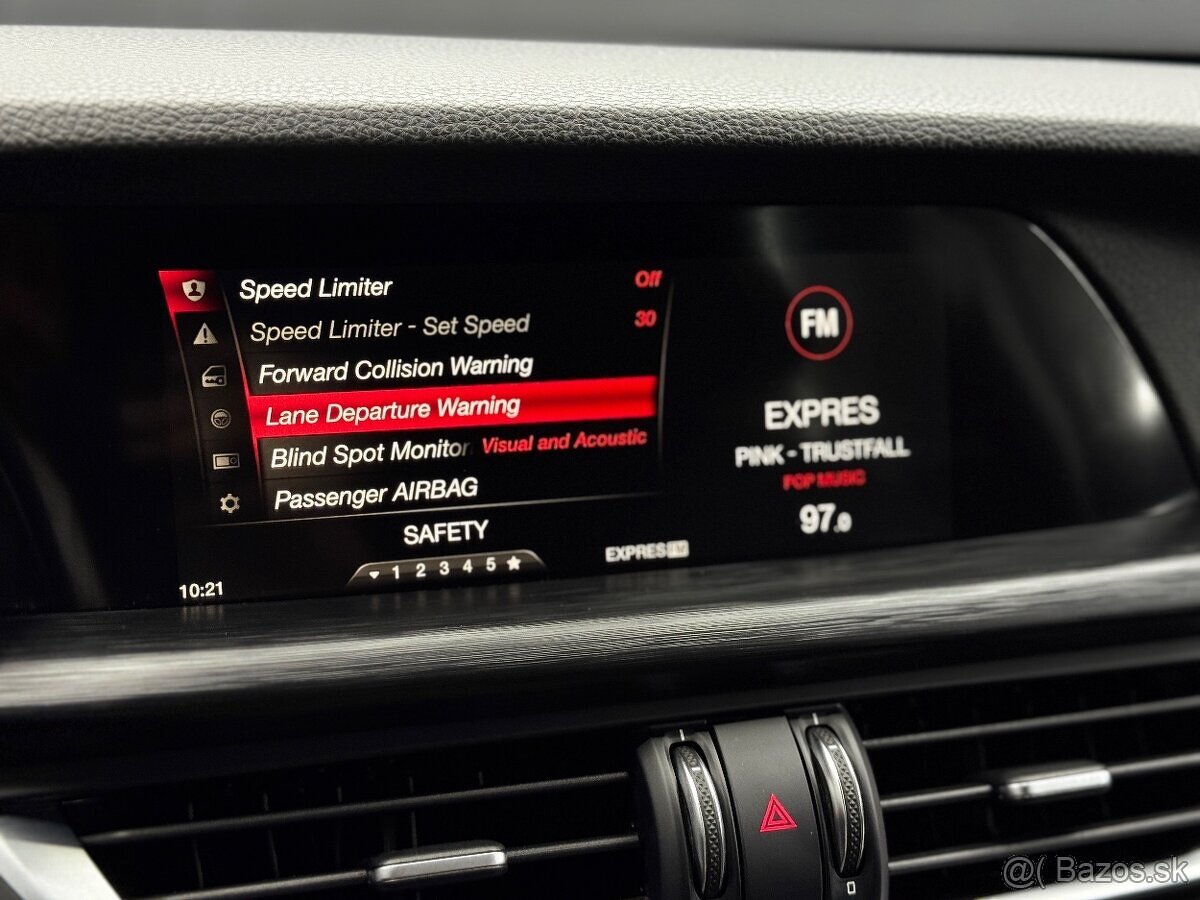 Speed Limiter Off
Speed Limiter - Set Speed 30
Forward Collision Warning
Lane Departure Warning
Blind Spot Monitor Visual and Acoustic
Passenger AIRBAG
SAFETY
1 2 3 4 5
10:21
FM
EXPRES
PINK - TRUSTFALL
POP MUSIC
97.0
EXPRES FM
@( Bazos.sk